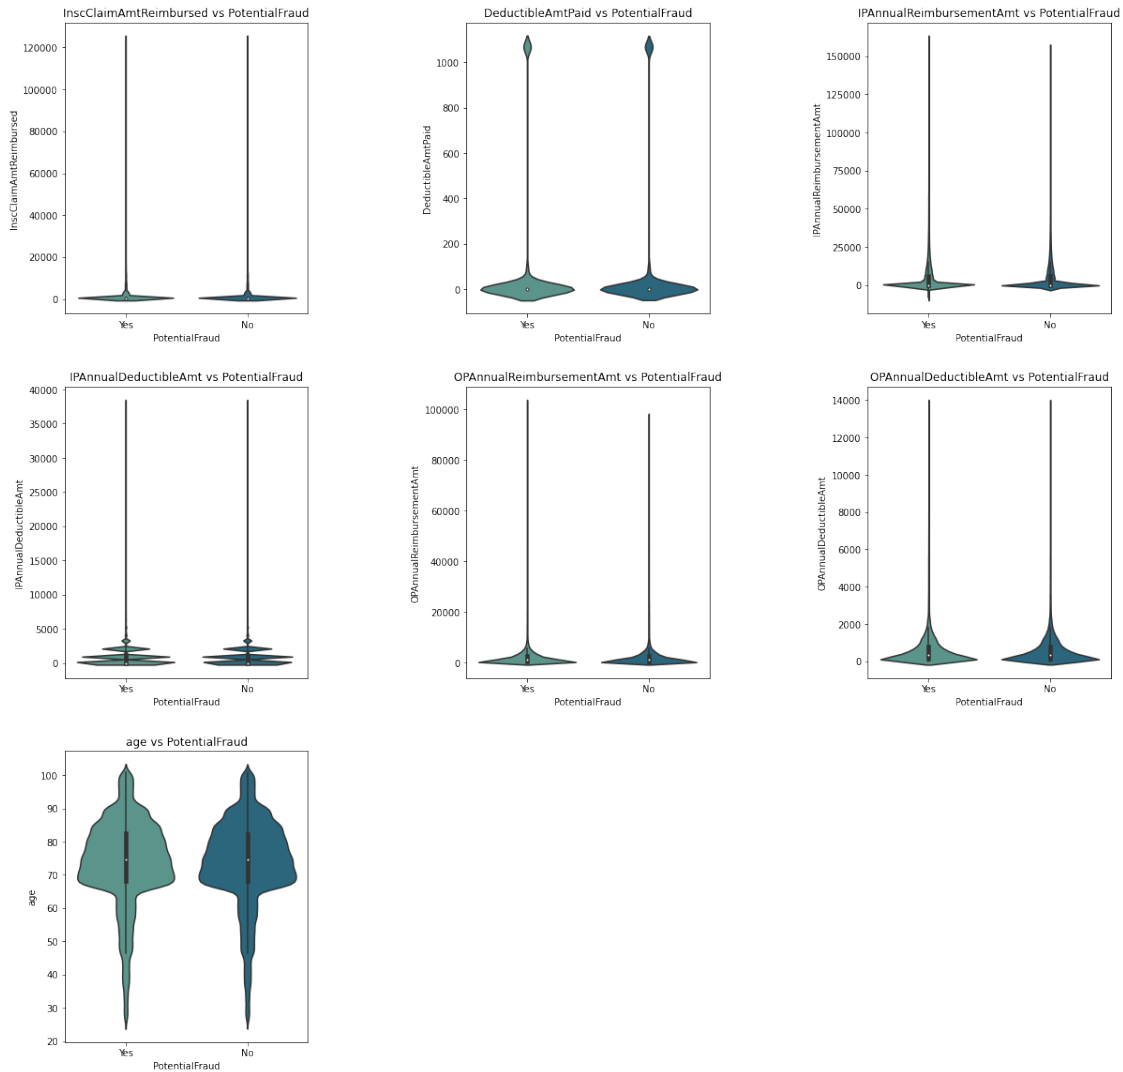 InscClaimAmtReimbursed vs PotentialFraud
120000
100000
80000
60000
40000
20000
0
InscClaimAmtReimbursed
Yes
No
PotentialFraud
DeductibleAmtPaid vs PotentialFraud
1000
800
600
400
200
0
DeductibleAmtPaid
Yes
No
PotentialFraud
IPAnnualReimbursementAmt vs PotentialFraud
150000
125000
100000
75000
50000
25000
0
IPAnnualReimbursementAmt
Yes
No
PotentialFraud
IPAnnualDeductibleAmt vs PotentialFraud
40000
35000
30000
25000
20000
15000
10000
5000
0
IPAnnualDeductibleAmt
Yes
No
PotentialFraud
OPAnnualReimbursementAmt vs PotentialFraud
100000
80000
60000
40000
20000
0
OPAnnualReimbursementAmt
Yes
No
PotentialFraud
OPAnnualDeductibleAmt vs PotentialFraud
14000
12000
10000
8000
6000
4000
2000
0
OPAnnualDeductibleAmt
Yes
No
PotentialFraud
age vs PotentialFraud
100
90
80
70
60
50
40
30
20
age
Yes
No
PotentialFraud